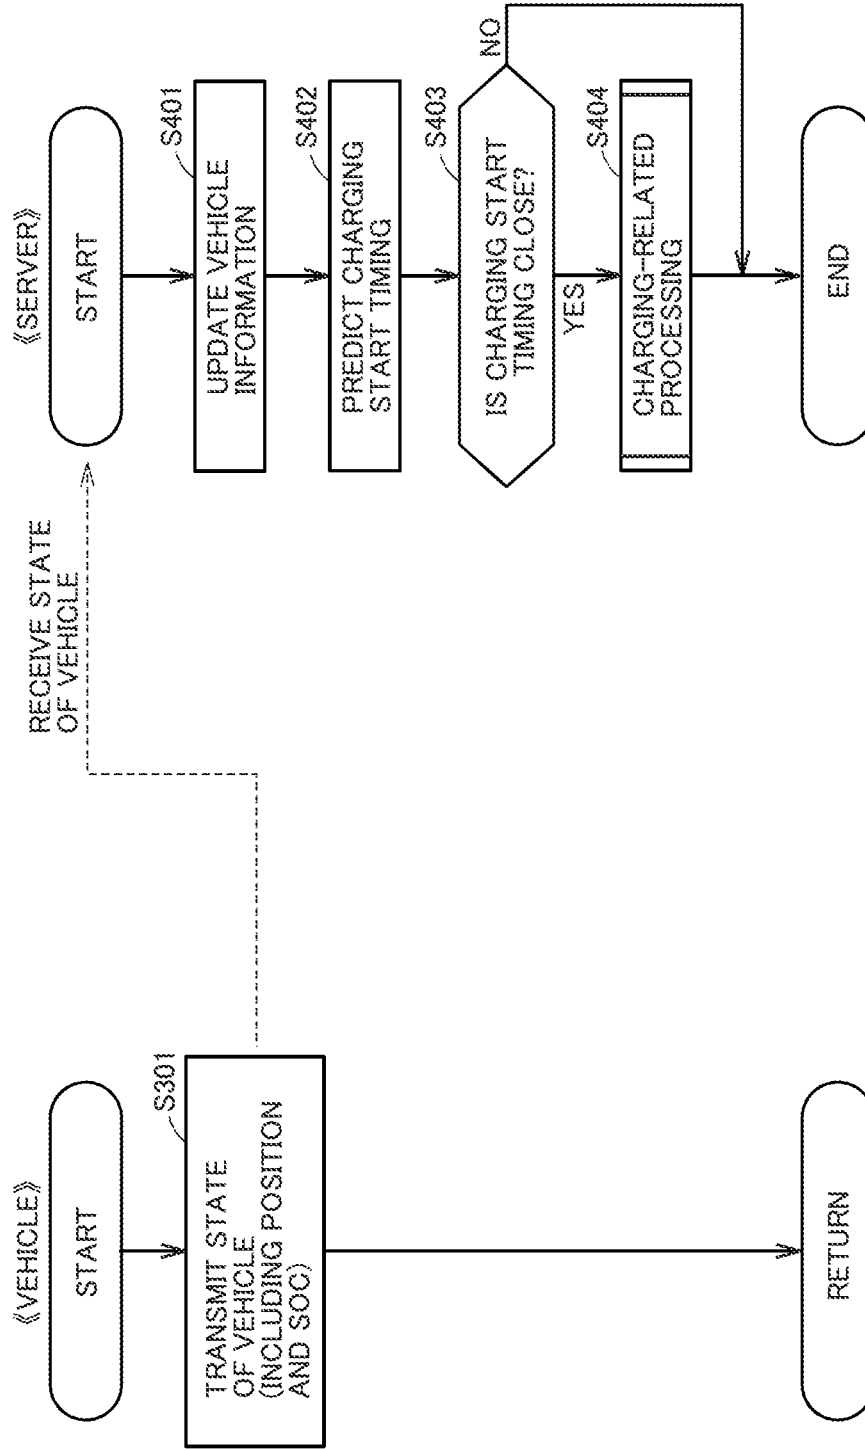 《VEHICLE》
START
S301
TRANSMIT STATE
OF VEHICLE
(INCLUDING POSITION
AND SOC)
RETURN
RECEIVE STATE
OF VEHICLE
《SERVER》
START
S401
UPDATE VEHICLE
INFORMATION
S402
PREDICT CHARGING
START TIMING
S403
IS CHARGING START
TIMING CLOSE?
NO
YES
S404
CHARGING-RELATED
PROCESSING
END